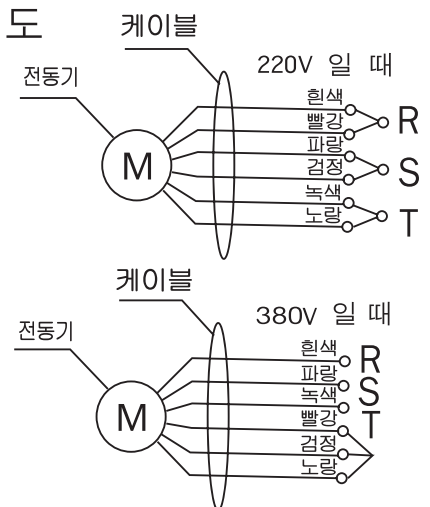 도
케이블
220V 일 때
전동기
흰색
빨강
R
파랑
M
검정
S
녹색
노랑
T
케이블
380V 일 때
전동기
흰색
R
파랑
녹색
S
빨강
M
T
검정
노랑